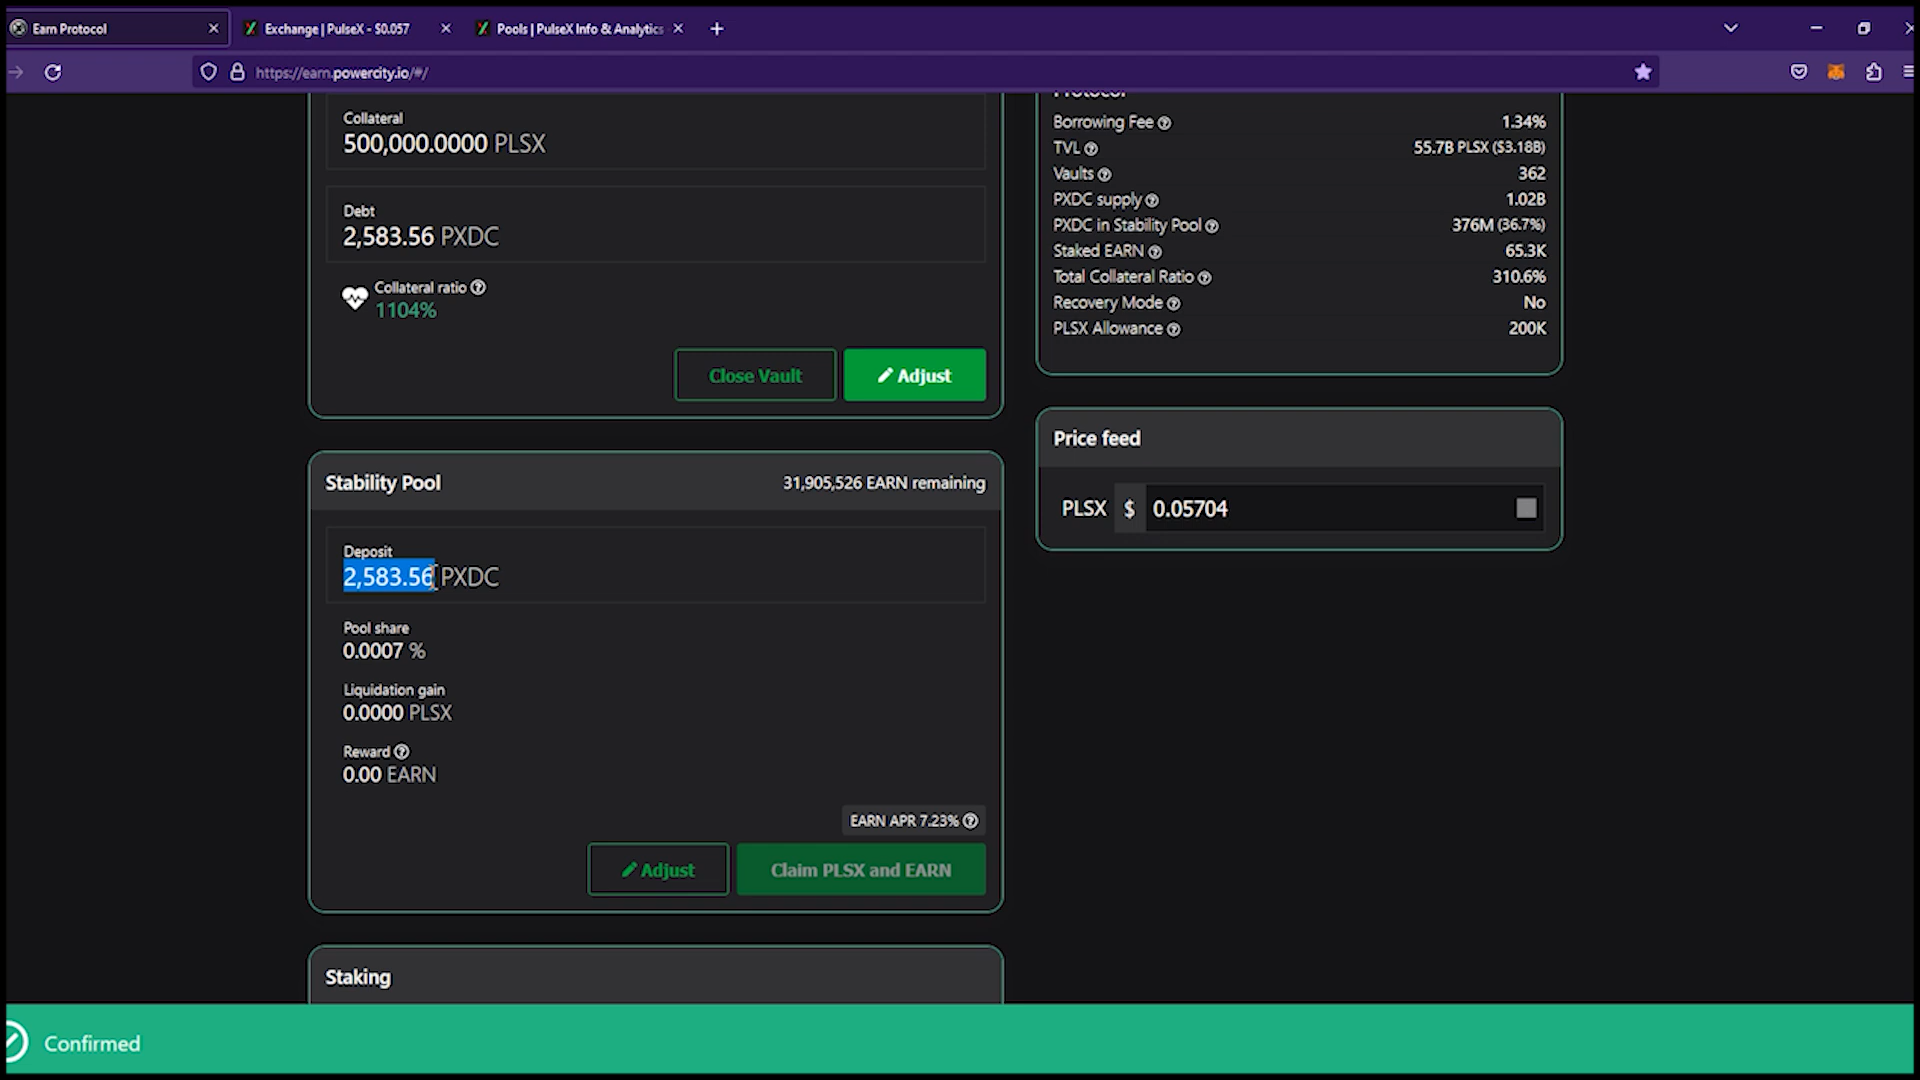 Earn Protocol
Exchange | PulseX - $0.057
Pools | PulseX Info & Analytics
https://earn.powercity.io/#/
Collateral
500,000.0000 PLSX
Debt
2,583.56 PXDC
Collateral ratio
1104%
Close Vault
Adjust
Stability Pool
31,905,526 EARN remaining
Deposit
2,583.56 PXDC
Pool share
0.0007 %
Liquidation gain
0.0000 PLSX
Reward
0.00 EARN
EARN APR 7.23%
Adjust
Claim PLSX and EARN
Staking
Protocol
Borrowing Fee 1.34%
TVL 55.7B PLSX ($3.18B)
Vaults 362
PXDC supply 1.02B
PXDC in Stability Pool 376M (36.7%)
Staked EARN 65.3K
Total Collateral Ratio 310.6%
Recovery Mode No
PLSX Allowance 200K
Price feed
PLSX $ 0.05704
Confirmed